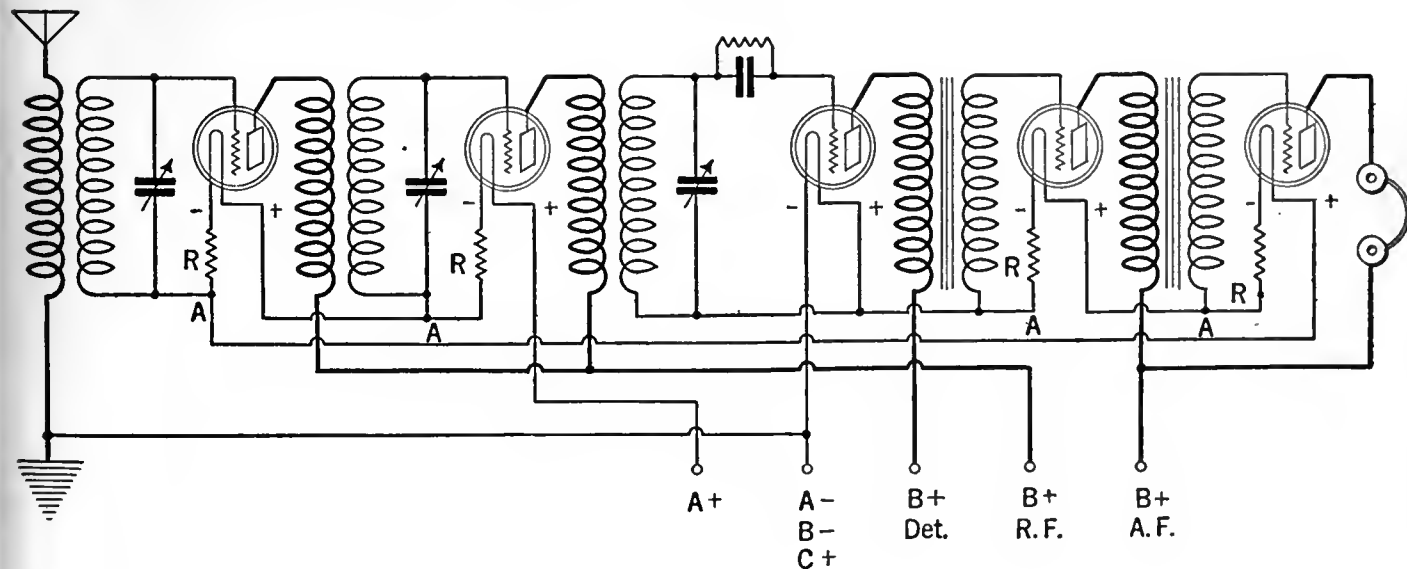 - + - + - + - + - +
R R R R
A A A A
A+ A- B+ B+ B+
B- Det. R.F. A.F.
C+